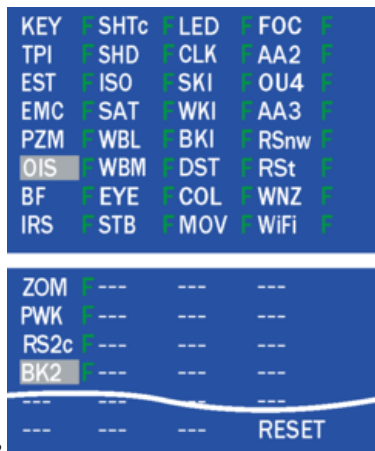 KEY F SHTc F LED F FOC F
TPI F SHD F CLK F AA2 F
EST F ISO F SKI F OU4 F
EMC F SAT F WKI F AA3 F
PZM F WBL F BKI F RSnw F
OIS F WBM F DST F RSt F
BF F EYE F COL F WNZ F
IRS F STB F MOV F WiFi F
ZOM F --- --- ---
PWK F --- --- ---
RS2c F --- --- ---
BK2 F --- --- ---
--- --- --- ---
--- --- --- RESET